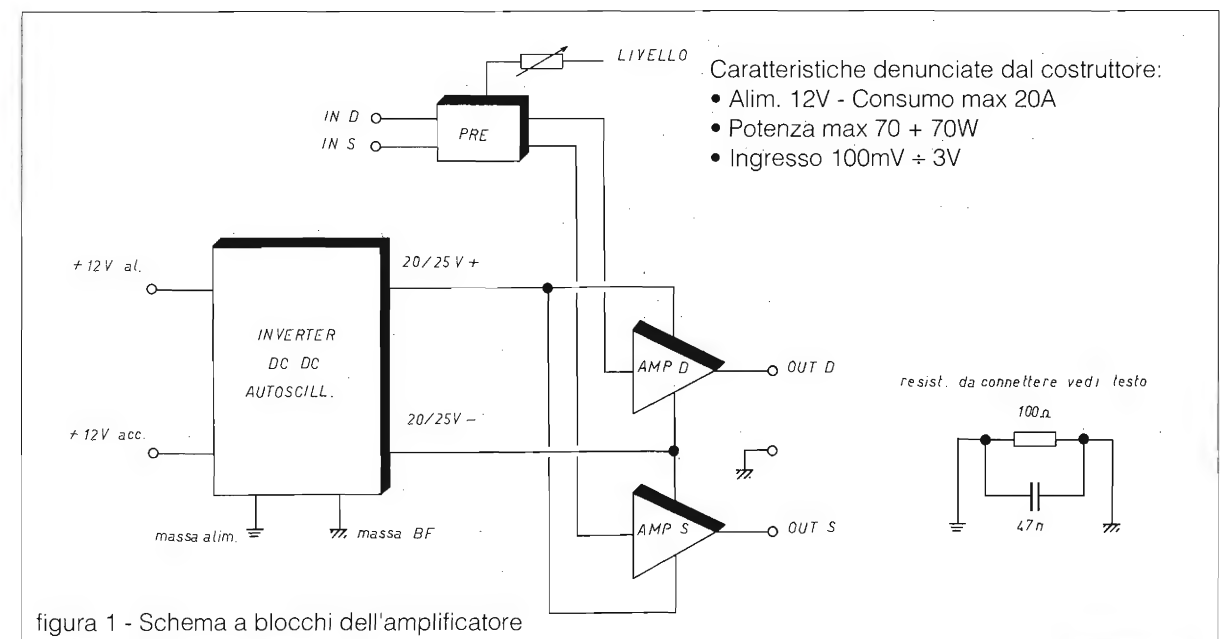 LIVELLO
Caratteristiche denunciate dal costruttore:
• Alim. 12V - Consumo max 20A
• Potenza max 70 + 70W
• Ingresso 100mV ÷ 3V
IN D
IN S
PRE
+12V al.
20/25V +
INVERTER
DC DC
AUTOSCILL.
AMP D
OUT D
resist. da connettere vedi testo
100Ω
+12V acc.
20/25V –
47n
massa alim.
massa BF
AMP S
OUT S
figura 1 - Schema a blocchi dell'amplificatore